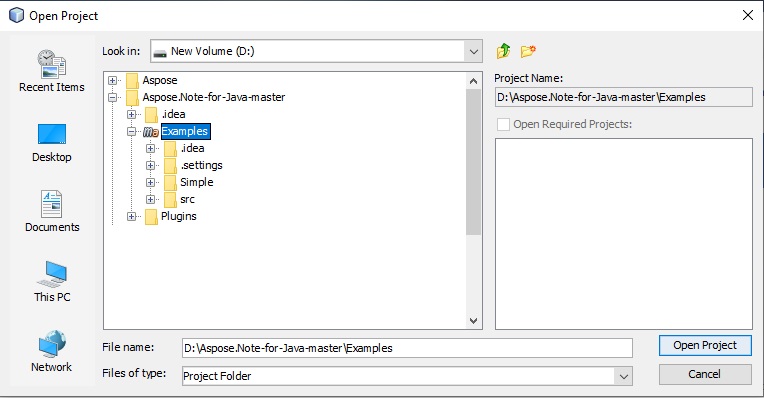 Open Project
Look in:
New Volume (D:)
Recent Items
Desktop
Documents
This PC
Network
Aspose
Aspose.Note-for-Java-master
.idea
Ma Examples
.idea
.settings
Simple
src
Plugins
Project Name:
D:\Aspose.Note-for-Java-master\Examples
Open Required Projects:
File name:
D:\Aspose.Note-for-Java-master\Examples
Open Project
Files of type:
Project Folder
Cancel